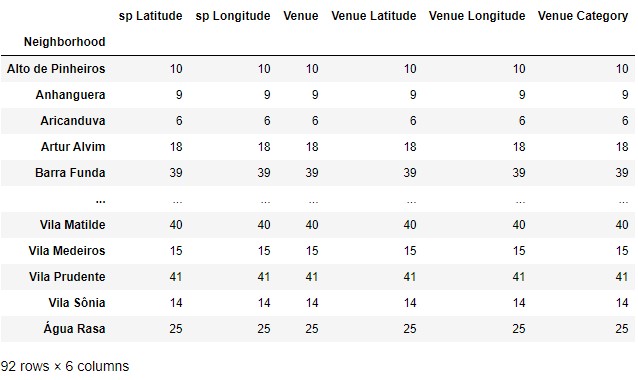 sp Latitude sp Longitude Venue Venue Latitude Venue Longitude Venue Category
Neighborhood
Alto de Pinheiros 10 10 10 10 10 10
Anhanguera 9 9 9 9 9 9
Aricanduva 6 6 6 6 6 6
Artur Alvim 18 18 18 18 18 18
Barra Funda 39 39 39 39 39 39
... ... ... ... ... ... ...
Vila Matilde 40 40 40 40 40 40
Vila Medeiros 15 15 15 15 15 15
Vila Prudente 41 41 41 41 41 41
Vila Sônia 14 14 14 14 14 14
Água Rasa 25 25 25 25 25 25
92 rows × 6 columns